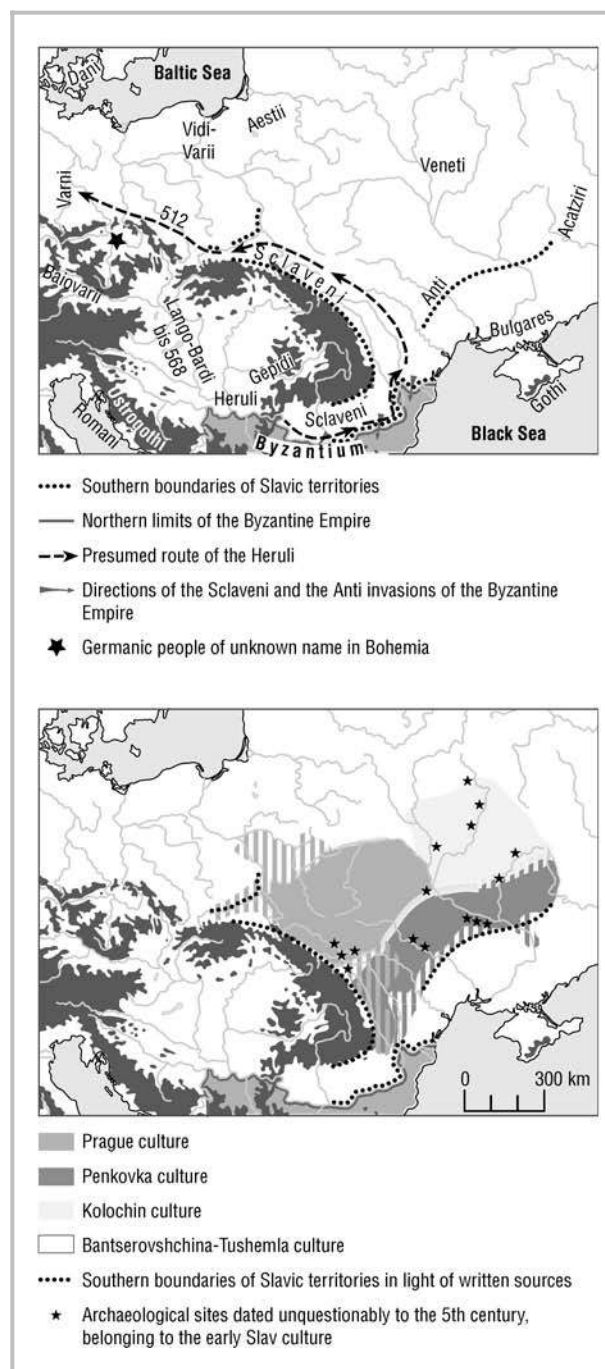 Dani
Baltic Sea
Aestii
Vidi-
Varii
Veneti
Varni
512
Sclaveni
Acatziri
Anti
Baiovarii
Lango-Bardi
bis 568
Bulgares
Gepidi
Gothi
Heruli
Sclaveni
Ustrogothi
Romani
Byzantium
Black Sea
Southern boundaries of Slavic territories
Northern limits of the Byzantine Empire
Presumed route of the Heruli
Directions of the Sclaveni and the Anti invasions of the Byzantine
Empire
Germanic people of unknown name in Bohemia
0 300 km
Prague culture
Penkovka culture
Kolochin culture
Bantserovshchina-Tushemla culture
Southern boundaries of Slavic territories in light of written sources
Archaeological sites dated unquestionably to the 5th century,
belonging to the early Slav culture